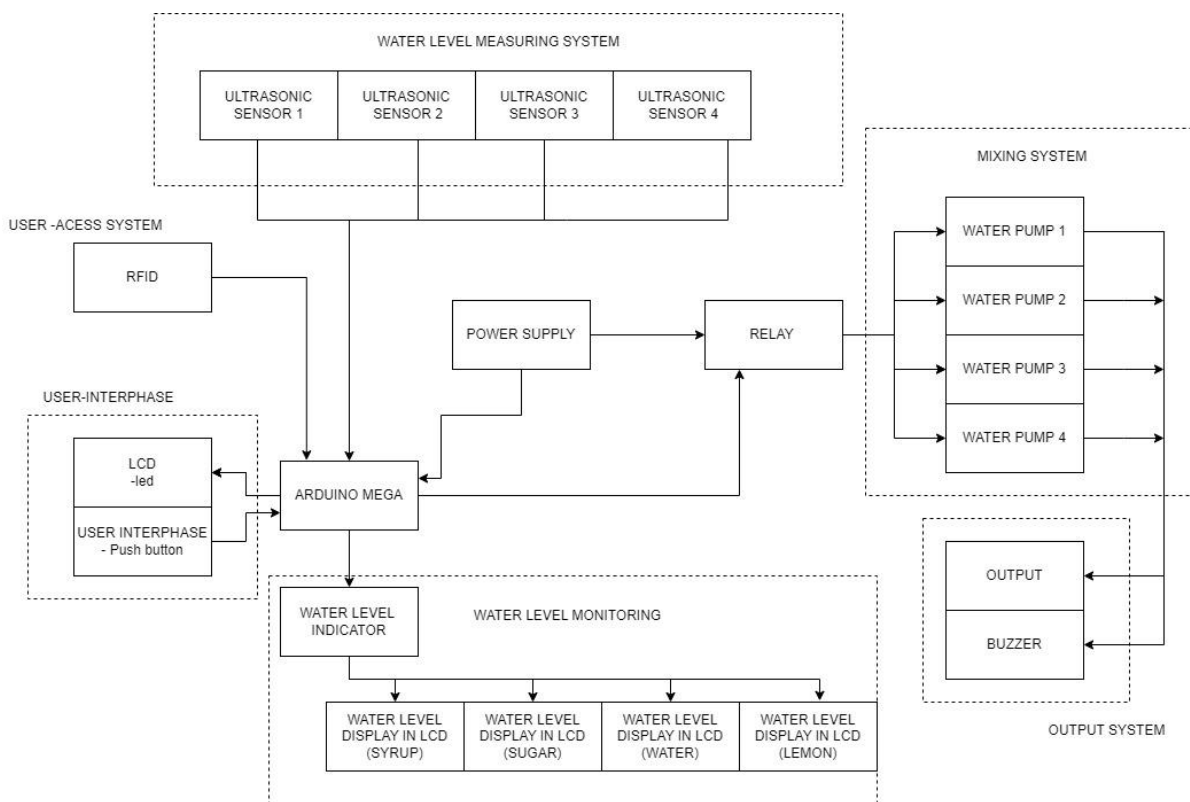 WATER LEVEL MEASURING SYSTEM
ULTRASONIC
SENSOR 1
ULTRASONIC
SENSOR 2
ULTRASONIC
SENSOR 3
ULTRASONIC
SENSOR 4
MIXING SYSTEM
WATER PUMP 1
WATER PUMP 2
WATER PUMP 3
WATER PUMP 4
USER -ACESS SYSTEM
RFID
POWER SUPPLY
RELAY
USER-INTERPHASE
LCD
-led
USER INTERPHASE
- Push button
ARDUINO MEGA
OUTPUT
BUZZER
OUTPUT SYSTEM
WATER LEVEL
INDICATOR
WATER LEVEL MONITORING
WATER LEVEL
DISPLAY IN LCD
(SYRUP)
WATER LEVEL
DISPLAY IN LCD
(SUGAR)
WATER LEVEL
DISPLAY IN LCD
(WATER)
WATER LEVEL
DISPLAY IN LCD
(LEMON)